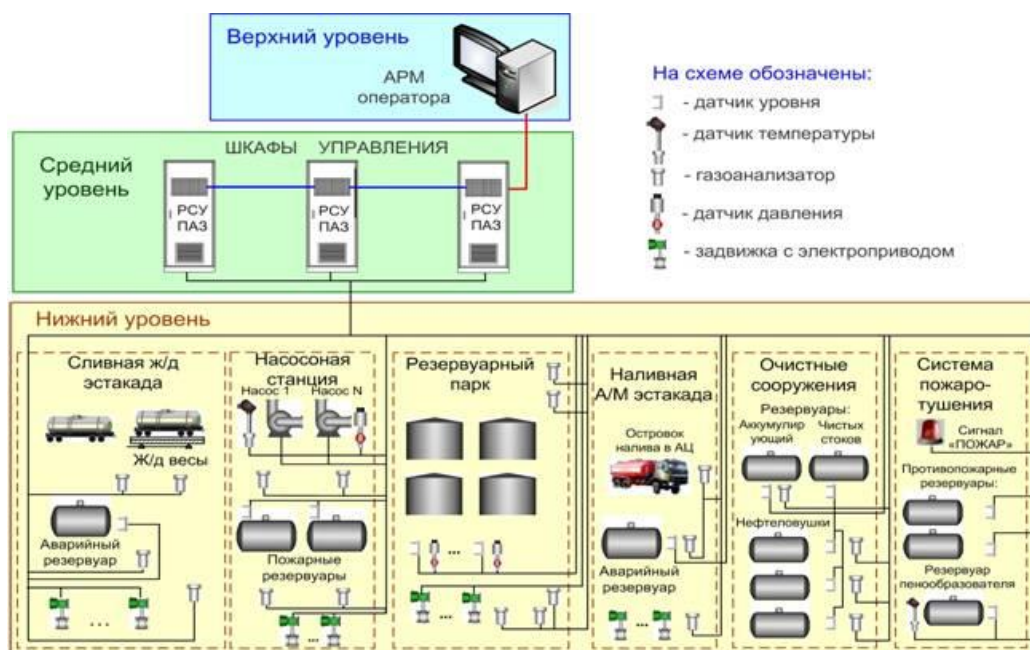 Верхний уровень
АРМ
оператора
На схеме обозначены:
- датчик уровня
- датчик температуры
- газоанализатор
- датчик давления
- задвижка с электроприводом
Средний
уровень
ШКАФЫ УПРАВЛЕНИЯ
РСУ
ПАЗ
РСУ
ПАЗ
РСУ
ПАЗ
Нижний уровень
Сливная ж/д
эстакада
Ж/д весы
Аварийный
резервуар
...
Насосоная
станция
Насос 1
Насос N
Пожарные
резервуары
...
Резервуарный
парк
...
...
Наливная
А/М эстакада
Островок
налива в АЦ
Аварийный
резервуар
...
Очистные
сооружения
Резервуары:
Аккумулир
ующий
Чистых
стоков
Нефтеловушки
Система
пожаро-
тушения
Сигнал
«ПОЖАР»
Противопожарные
резервуары:
Резервуар
пенообразователя